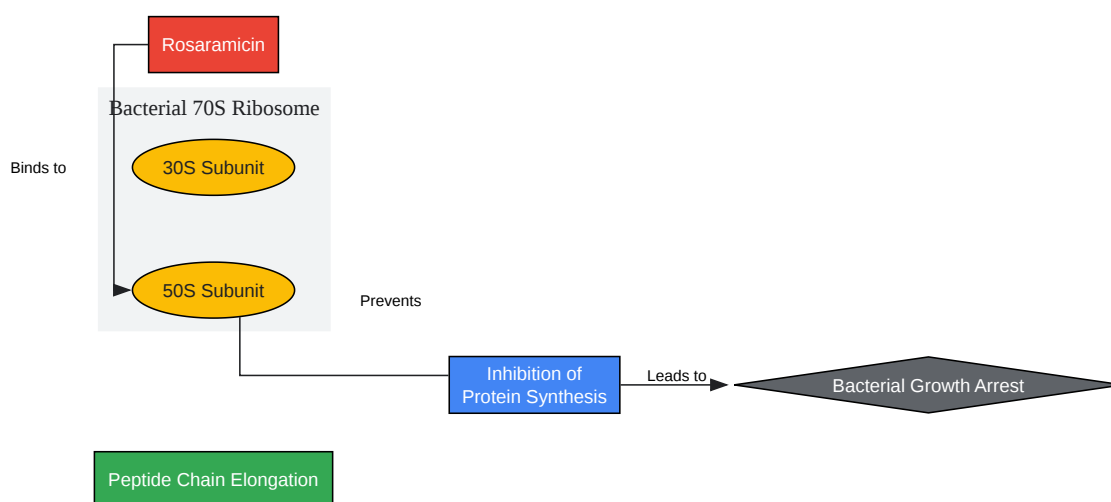 Rosaramicin
Bacterial 70S Ribosome
30S Subunit
Binds to
50S Subunit
Prevents
Inhibition of
Protein Synthesis
Leads to
Bacterial Growth Arrest
Peptide Chain Elongation